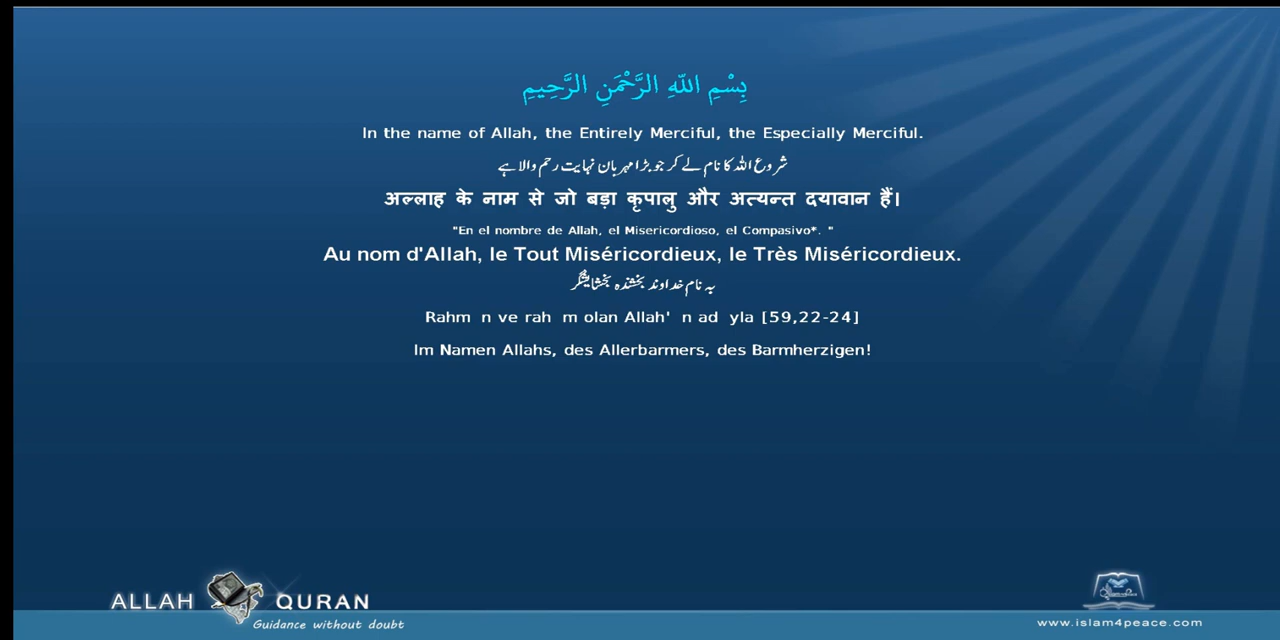 بِسْمِ اللّهِ الرَّحْمَنِ الرَّحِيمِ
In the name of Allah, the Entirely Merciful, the Especially Merciful.
شروع الله کا نام لے کر جو بڑا مہربان نہایت رحم والا ہے
अल्लाह के नाम से जो बड़ा कृपालु और अत्यन्त दयावान हैं।
"En el nombre de Allah, el Misericordioso, el Compasivo*. "
Au nom d'Allah, le Tout Miséricordieux, le Très Miséricordieux.
به نام خداوند بخشنده بخشایشگر
Rahm n ve rah m olan Allah' n ad yla [59,22-24]
Im Namen Allahs, des Allerbarmers, des Barmherzigen!
ALLAH QURAN
Guidance without doubt
www.islam4peace.com